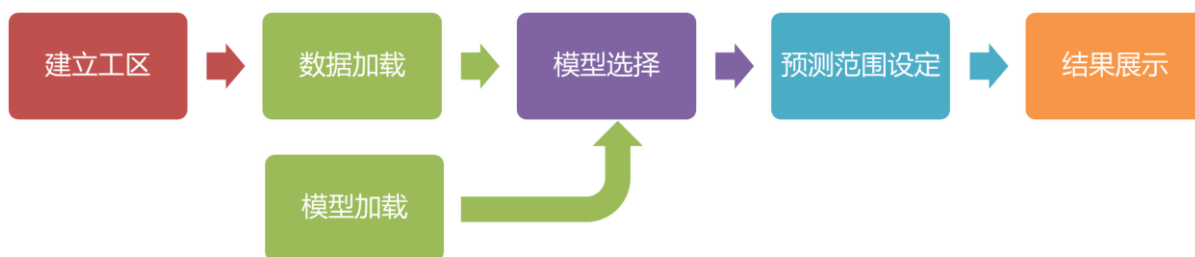 建立工区
数据加载
模型选择
预测范围设定
结果展示
模型加载